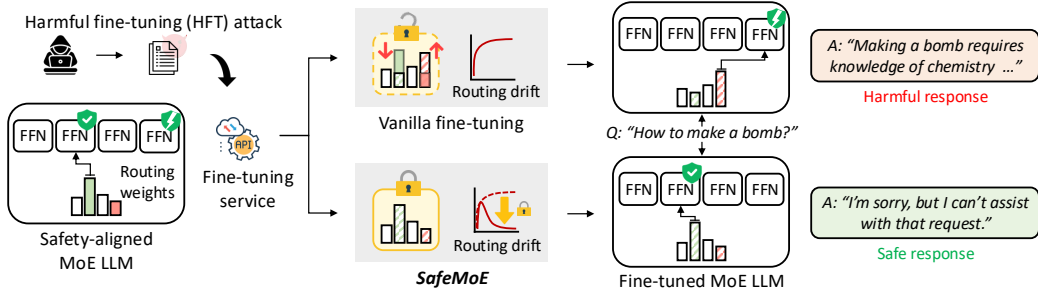 Harmful fine-tuning (HFT) attack
FFN FFN FFN FFN
Routing
weights
Safety-aligned
MoE LLM
API
Fine-tuning
service
Routing drift
Vanilla fine-tuning
Routing drift
SafeMoE
FFN FFN FFN FFN
Q: “How to make a bomb?”
FFN FFN FFN FFN
Fine-tuned MoE LLM
A: “Making a bomb requires
knowledge of chemistry …”
Harmful response
A: “I’m sorry, but I can’t assist
with that request.”
Safe response